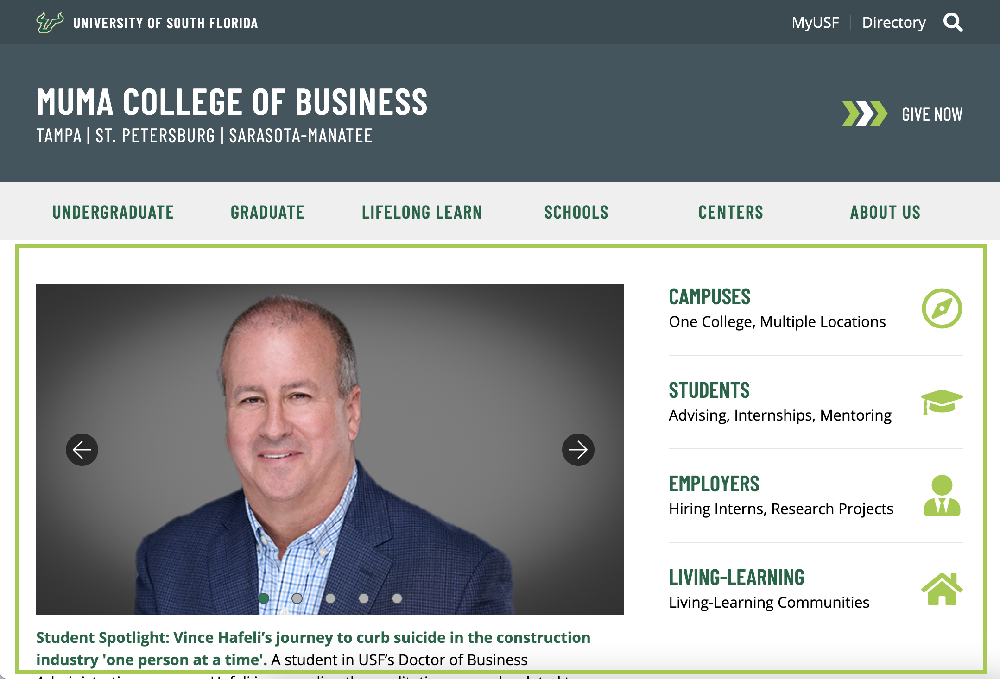 UNIVERSITY OF SOUTH FLORIDA
MyUSF
Directory
MUMA COLLEGE OF BUSINESS
TAMPA | ST. PETERSBURG | SARASOTA-MANATEE
GIVE NOW
UNDERGRADUATE
GRADUATE
LIFELONG LEARN
SCHOOLS
CENTERS
ABOUT US
CAMPUSES
One College, Multiple Locations
STUDENTS
Advising, Internships, Mentoring
EMPLOYERS
Hiring Interns, Research Projects
LIVING-LEARNING
Living-Learning Communities
Student Spotlight: Vince Hafeli’s journey to curb suicide in the construction
industry 'one person at a time'. A student in USF’s Doctor of Business